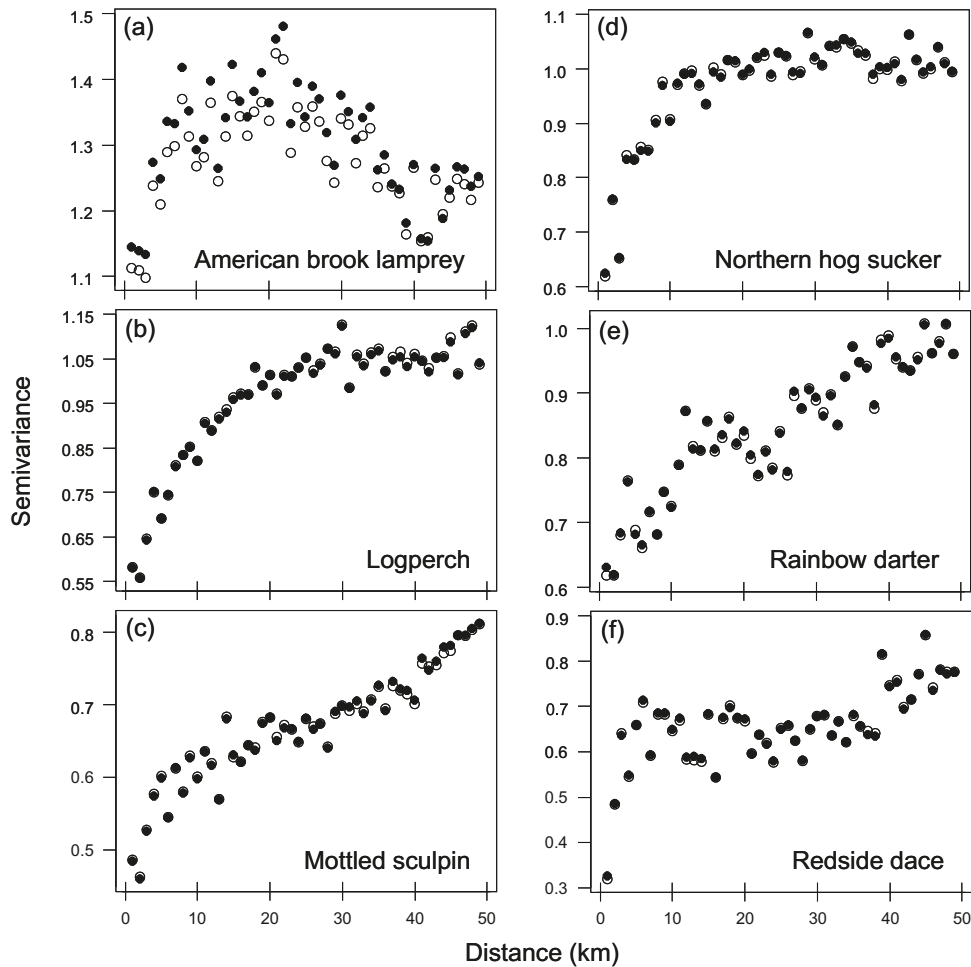 (a)
1.5
1.4
1.3
1.2
1.1
American brook lamprey
(b)
1.15
1.05
0.95
0.85
0.75
0.65
0.55
Logperch
(c)
0.8
0.7
0.6
0.5
Mottled sculpin
0 10 20 30 40 50
(d)
1.1
1.0
0.9
0.8
0.7
0.6
Northern hog sucker
(e)
1.0
0.9
0.8
0.7
0.6
Rainbow darter
(f)
0.9
0.8
0.7
0.6
0.5
0.4
0.3
Redside dace
0 10 20 30 40 50
Semivariance
Distance (km)